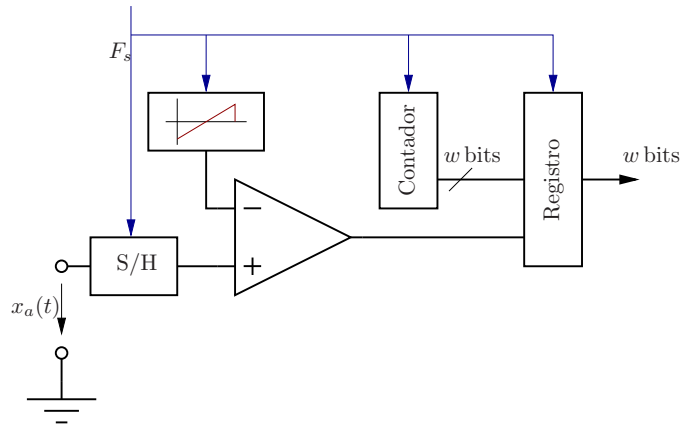 F_s
Contador
w bits
w bits
Registro
−
S/H
+
x_a(t)